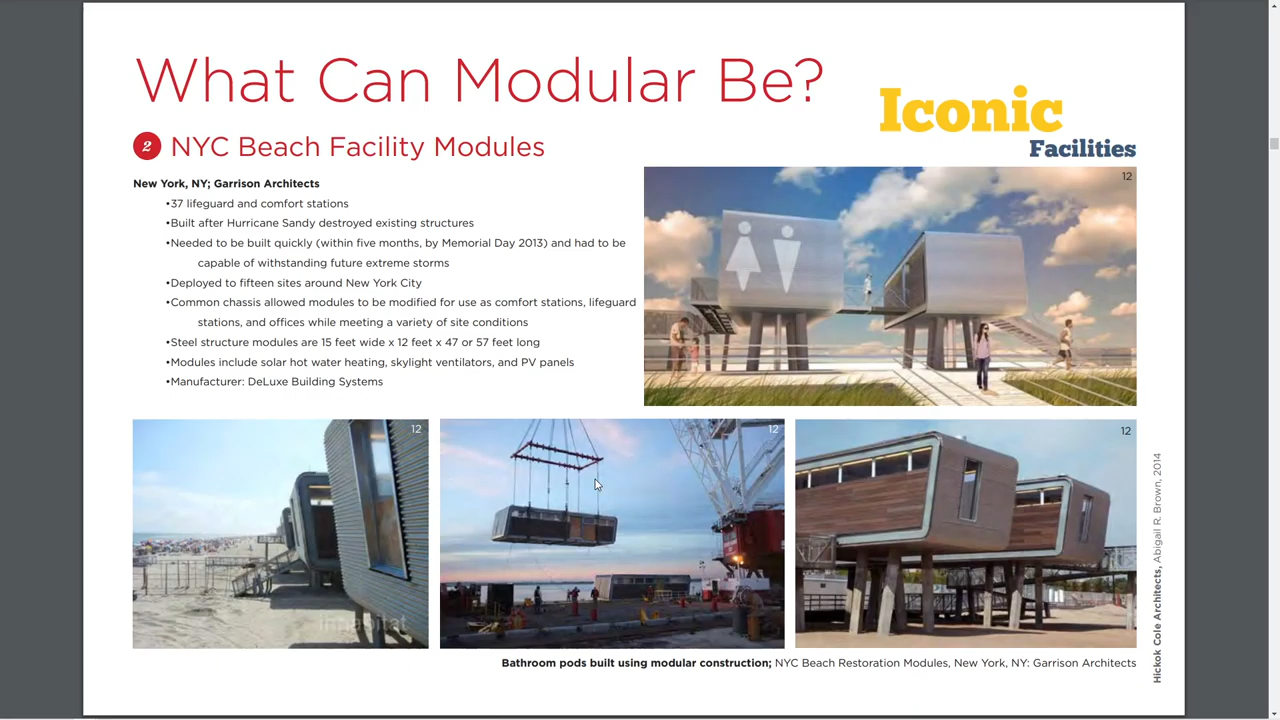 What Can Modular Be?
Iconic
Facilities
2 NYC Beach Facility Modules
New York, NY; Garrison Architects
•37 lifeguard and comfort stations
•Built after Hurricane Sandy destroyed existing structures
•Needed to be built quickly (within five months, by Memorial Day 2013) and had to be
capable of withstanding future extreme storms
•Deployed to fifteen sites around New York City
•Common chassis allowed modules to be modified for use as comfort stations, lifeguard
stations, and offices while meeting a variety of site conditions
•Steel structure modules are 15 feet wide x 12 feet x 47 or 57 feet long
•Modules include solar hot water heating, skylight ventilators, and PV panels
•Manufacturer: DeLuxe Building Systems
12
12
12
12
inhabitat
Bathroom pods built using modular construction; NYC Beach Restoration Modules, New York, NY: Garrison Architects
Hickok Cole Architects, Abigail R. Brown, 2014